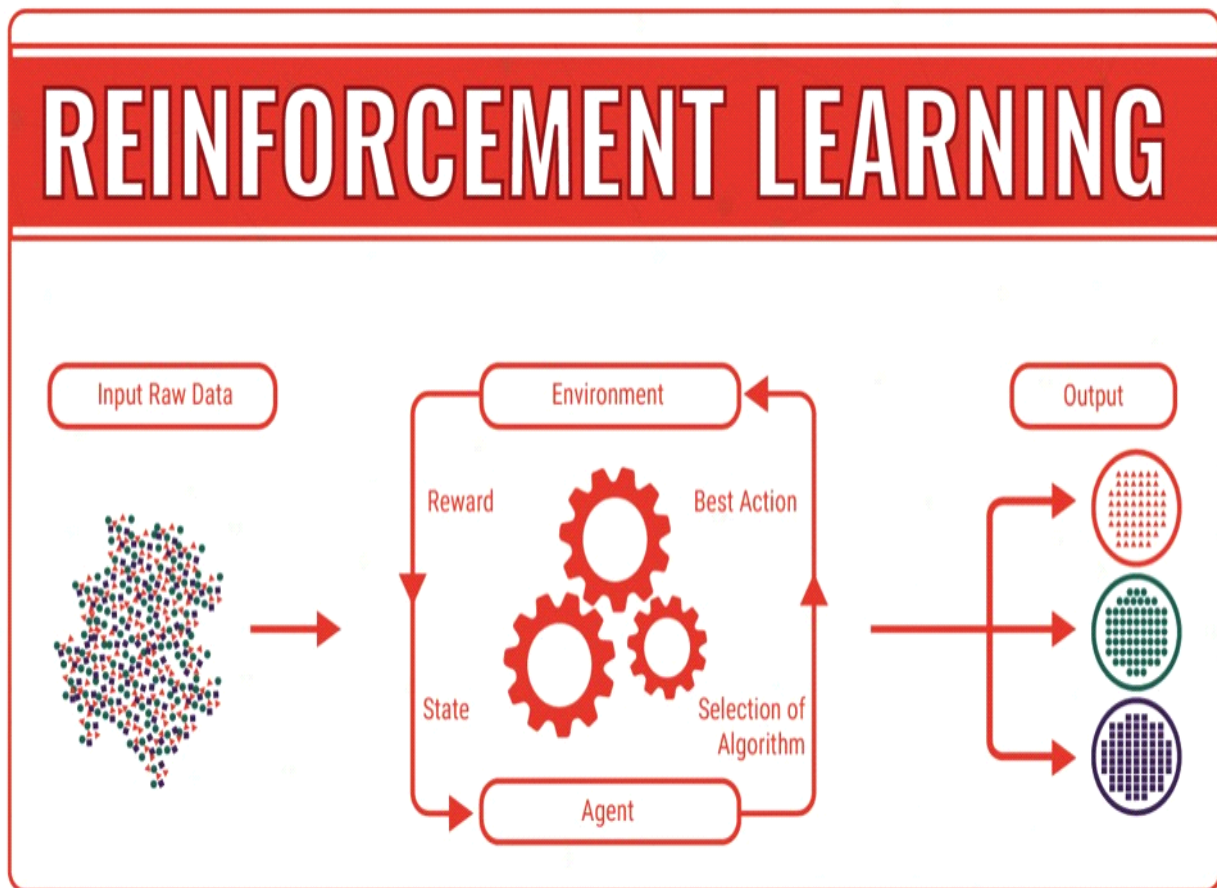 REINFORCEMENT LEARNING
Input Raw Data
Environment
Output
Reward
Best Action
State
Selection of
Algorithm
Agent